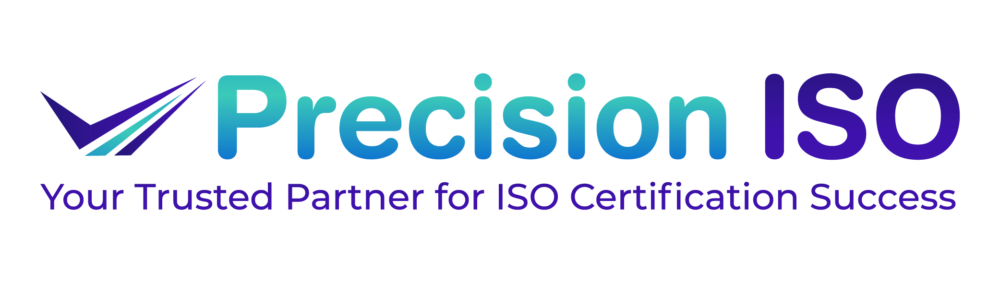 Precision ISO
Your Trusted Partner for ISO Certification Success